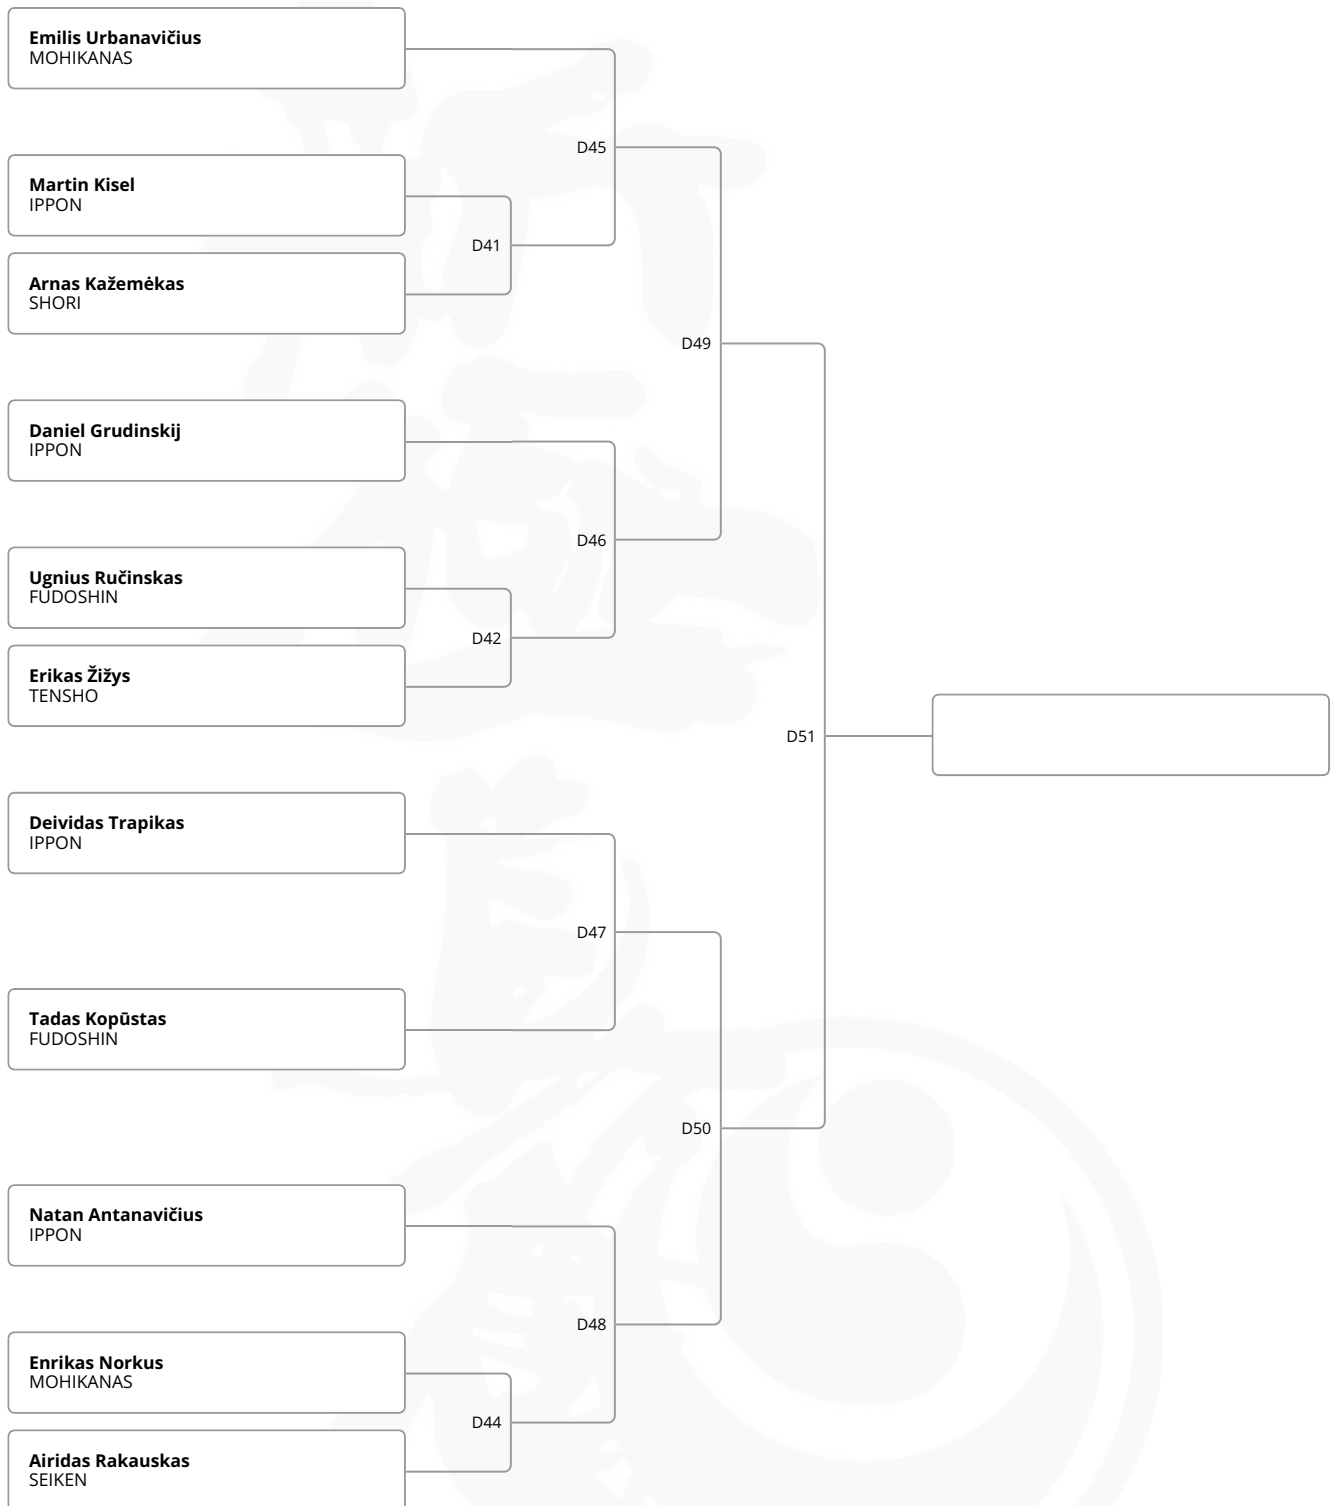 Emilis Urbanavičius
MOHIKANAS
D45
Martin Kisel
IPPON
D41
Arnas Kažemėkas
SHORI
D49
Daniel Grudinskij
IPPON
D46
Ugnius Ručinskas
FUDOSHIN
D42
Erikas Žižys
TENSHO
D51
Deividas Trapikas
IPPON
D47
Tadas Kopūstas
FUDOSHIN
D50
Natan Antanavičius
IPPON
D48
Enrikas Norkus
MOHIKANAS
D44
Airidas Rakauskas
SEIKEN